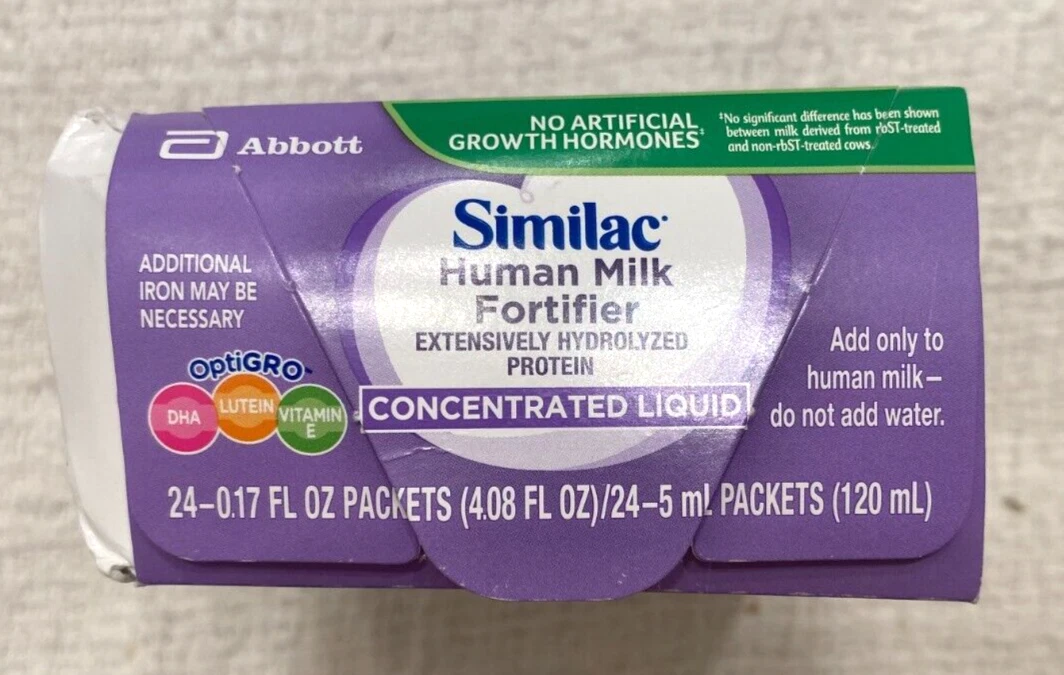 Abbott
NO ARTIFICIAL
GROWTH HORMONES‡
‡No significant difference has been shown
between milk derived from rbST-treated
and non-rbST-treated cows.
Similac®
Human Milk
Fortifier
EXTENSIVELY HYDROLYZED
PROTEIN
CONCENTRATED LIQUID
ADDITIONAL
IRON MAY BE
NECESSARY
OptiGRO™
DHA
LUTEIN
VITAMIN
E
Add only to
human milk—
do not add water.
24–0.17 FL OZ PACKETS (4.08 FL OZ)/24–5 mL PACKETS (120 mL)